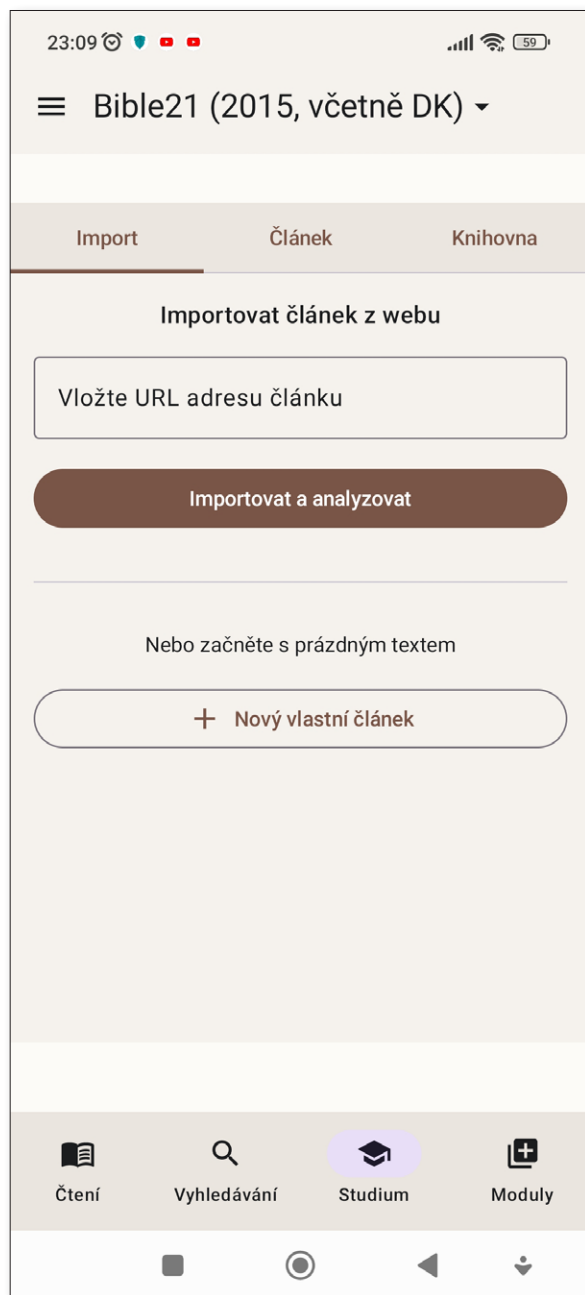 23:09
59
Bible21 (2015, včetně DK)
Import Článek Knihovna
Importovat článek z webu
Vložte URL adresu článku
Importovat a analyzovat
Nebo začněte s prázdným textem
+ Nový vlastní článek
Čtení Vyhledávání Studium Moduly